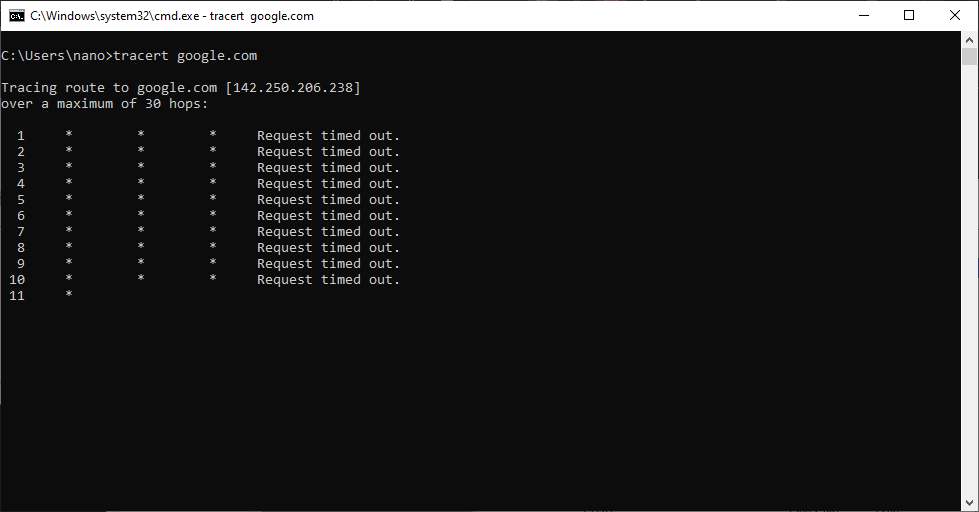 C:\Windows\system32\cmd.exe - tracert  google.com
C:\Users\nano>tracert google.com
Tracing route to google.com [142.250.206.238]
over a maximum of 30 hops:
  1     *        *        *     Request timed out.
  2     *        *        *     Request timed out.
  3     *        *        *     Request timed out.
  4     *        *        *     Request timed out.
  5     *        *        *     Request timed out.
  6     *        *        *     Request timed out.
  7     *        *        *     Request timed out.
  8     *        *        *     Request timed out.
  9     *        *        *     Request timed out.
 10     *        *        *     Request timed out.
 11     *